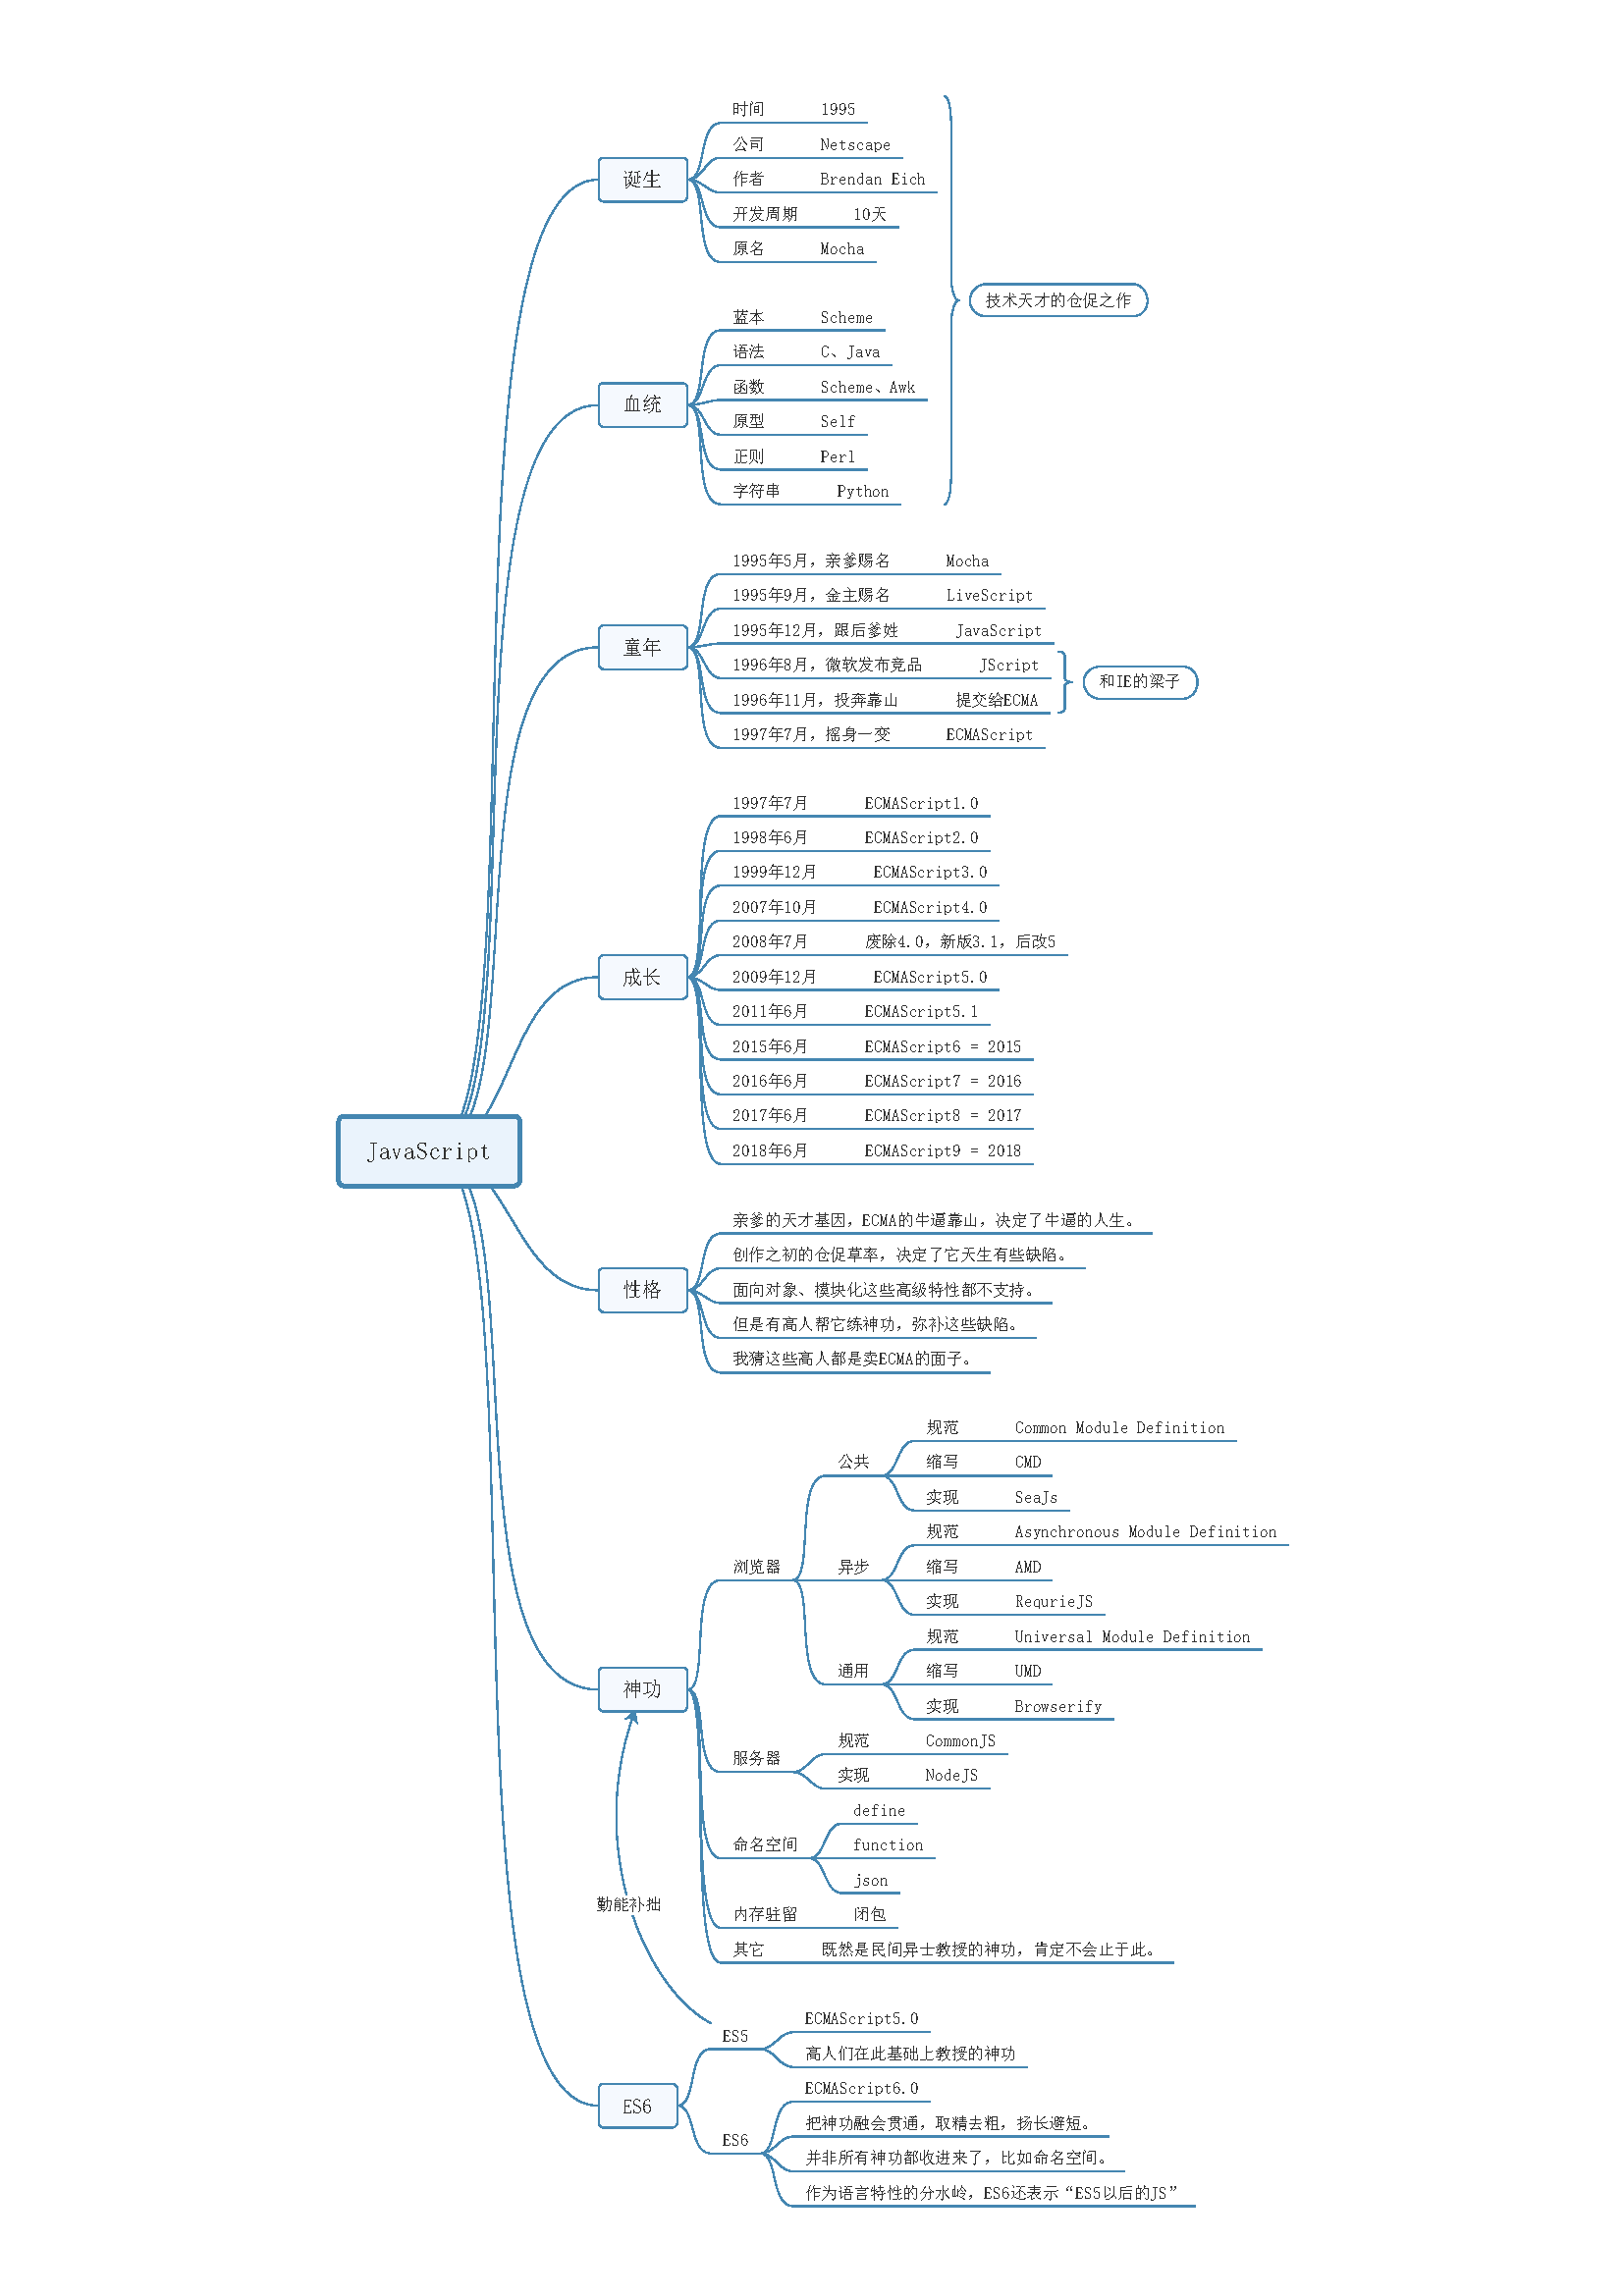 诞生
时间 1995
公司 Netscape
作者 Brendan Eich
开发周期 10天
原名 Mocha
技术天才的仓促之作
血统
蓝本 Scheme
语法 C、Java
函数 Scheme、Awk
原型 Self
正则 Perl
字符串 Python
童年
1995年5月，亲爹赐名 Mocha
1995年9月，金主赐名 LiveScript
1995年12月，跟后爹姓 JavaScript
1996年8月，微软发布竞品 JScript
1996年11月，投奔靠山 提交给ECMA
1997年7月，摇身一变 ECMAScript
和IE的梁子
成长
1997年7月 ECMAScript1.0
1998年6月 ECMAScript2.0
1999年12月 ECMAScript3.0
2007年10月 ECMAScript4.0
2008年7月 废除4.0，新版3.1，后改5
2009年12月 ECMAScript5.0
2011年6月 ECMAScript5.1
2015年6月 ECMAScript6 = 2015
2016年6月 ECMAScript7 = 2016
2017年6月 ECMAScript8 = 2017
2018年6月 ECMAScript9 = 2018
JavaScript
性格
亲爹的天才基因，ECMA的牛逼靠山，决定了牛逼的人生。
创作之初的仓促草率，决定了它天生有些缺陷。
面向对象、模块化这些高级特性都不支持。
但是有高人帮它练神功，弥补这些缺陷。
我猜这些高人都是卖ECMA的面子。
神功
浏览器
公共
规范 Common Module Definition
缩写 CMD
实现 SeaJs
异步
规范 Asynchronous Module Definition
缩写 AMD
实现 RequrieJS
通用
规范 Universal Module Definition
缩写 UMD
实现 Browserify
服务器
规范 CommonJS
实现 NodeJS
命名空间
define
function
json
内存驻留 闭包
其它 既然是民间异士教授的神功，肯定不会止于此。
勤能补拙
ES6
ES5
ECMAScript5.0
高人们在此基础上教授的神功
ES6
ECMAScript6.0
把神功融会贯通，取精去粗，扬长避短。
并非所有神功都收进来了，比如命名空间。
作为语言特性的分水岭，ES6还表示“ES5以后的JS”